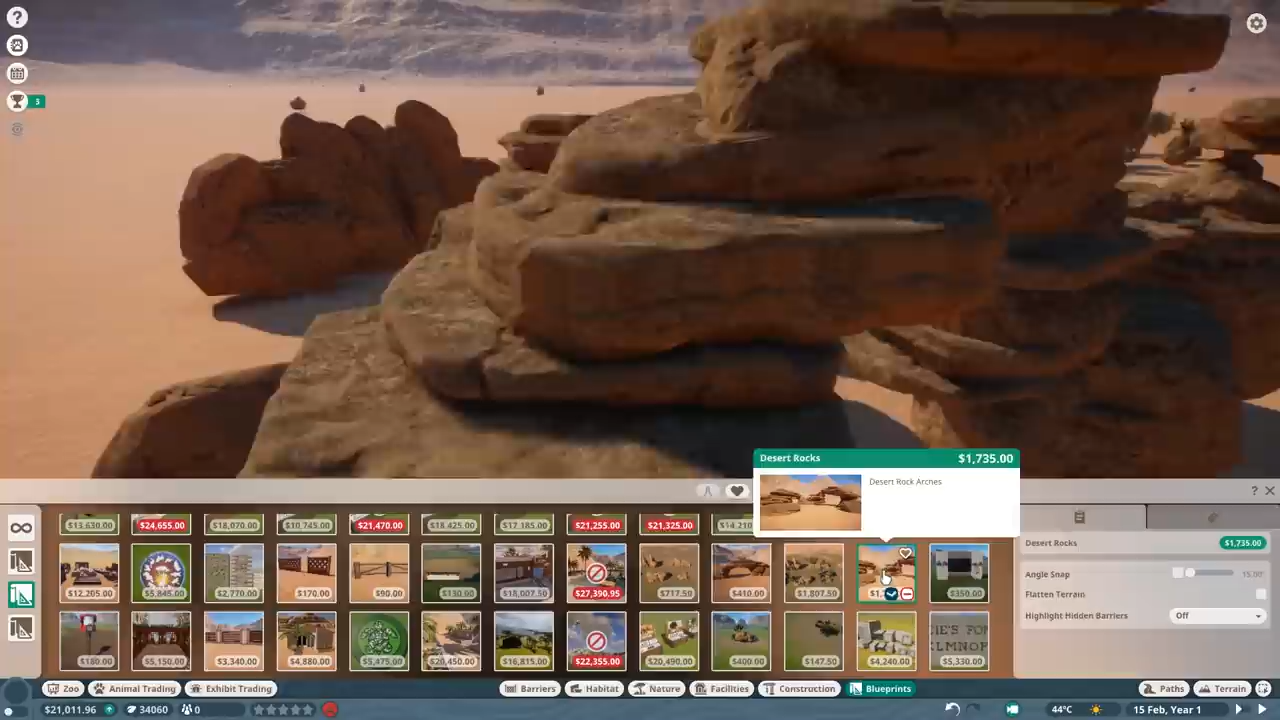 ?
3
Desert Rocks $1,735.00
Desert Rock Arches
? ×
$13,630.00 $24,655.00 $18,070.00 $10,745.00 $21,470.00 $18,425.00 $17,185.00 $21,255.00 $21,325.00 $14,210
Desert Rocks $1,735.00
$12,205.00 $5,845.00 $2,770.00 $170.00 $90.00 $130.00 $18,007.50 $27,390.95 $717.50 $410.00 $1,807.50 $1, $350.00
Angle Snap 15.00°
Flatten Terrain
Highlight Hidden Barriers Off
$180.00 $5,150.00 $3,340.00 $4,880.00 $5,475.00 $20,450.00 $16,815.00 $22,355.00 $20,490.00 $400.00 $147.50 $4,240.00 $5,330.00
Zoo Animal Trading Exhibit Trading Barriers Habitat Nature Facilities Construction Blueprints Paths Terrain
$21,011.96 34060 0 44°C 15 Feb, Year 1